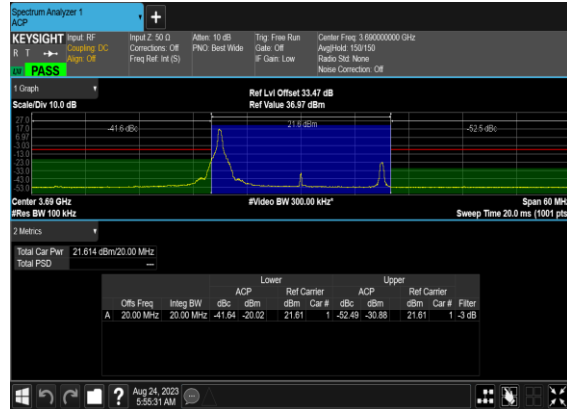 Spectrum Analyzer 1
ACP
+
KEYSIGHT Input: RF Input Z: 50 Ω Atten: 10 dB Trig: Free Run Center Freq: 3.690000000 GHz
R T Coupling: DC Corrections: Off PNO: Best Wide Gate: Off Avg|Hold: 150/150
Align: Off Freq Ref: Int (S) IF Gain: Low Radio Std: None
LW PASS Noise Correction: Off
1 Graph
Ref Lvl Offset 33.47 dB
Scale/Div 10.0 dB Ref Value 36.97 dBm
27.0
17.0 -41.6 dBc 21.6 dBm -52.5 dBc
6.97
-3.03
-13.0
-23.0
-33.0
-43.0
-53.0
Center 3.69 GHz #Video BW 300.00 kHz* Span 60 MHz
#Res BW 100 kHz Sweep Time 20.0 ms (1001 pts)
2 Metrics
Total Car Pwr 21.614 dBm/20.00 MHz
Total PSD ---
Lower Upper
ACP Ref Carrier ACP Ref Carrier
Offs Freq Integ BW dBc dBm dBm Car # dBc dBm dBm Car # Filter
A 20.00 MHz 20.00 MHz -41.64 -20.02 21.61 1 -52.49 -30.88 21.61 1 -3 dB
? Aug 24, 2023
5:55:31 AM